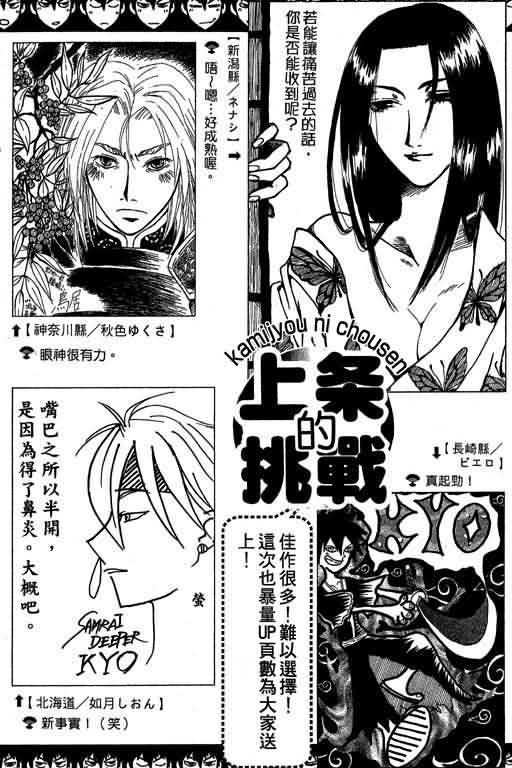 若能讓痛苦過去的話，
你是否能收到呢？
【新潟縣／ネナシ】➡
唔～嗯…好成熟喔。
⬆【神奈川縣／秋色ゆくさ】
眼神很有力。
kamijyou ni chousen
上条的挑戰
⬇【長崎縣／
ピエロ】
真起勁！
嘴巴之所以半開，
是因為得了鼻炎。大概吧。
螢
SAMRAI
DEEPER
KYO
⬆【北海道／如月しおん】
新事實！（笑）
佳作很多！難以選擇！
這次也暴量UP頁數為大家送
上！
KYO